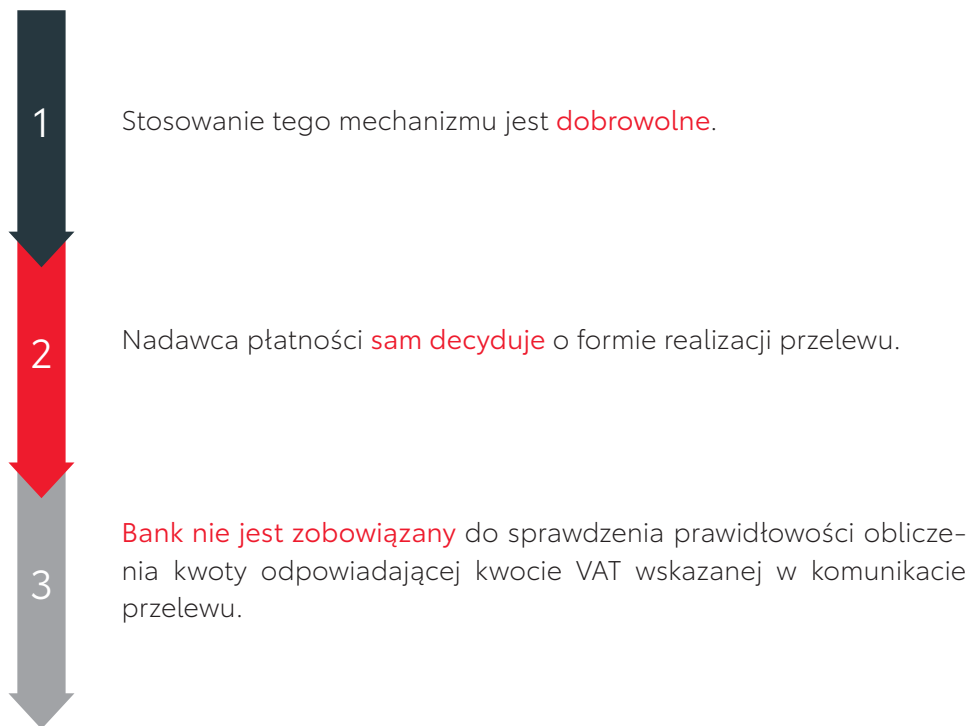 1
Stosowanie tego mechanizmu jest dobrowolne.
2
Nadawca płatności sam decyduje o formie realizacji przelewu.
3
Bank nie jest zobowiązany do sprawdzenia prawidłowości oblicze-
nia kwoty odpowiadającej kwocie VAT wskazanej w komunikacie
przelewu.